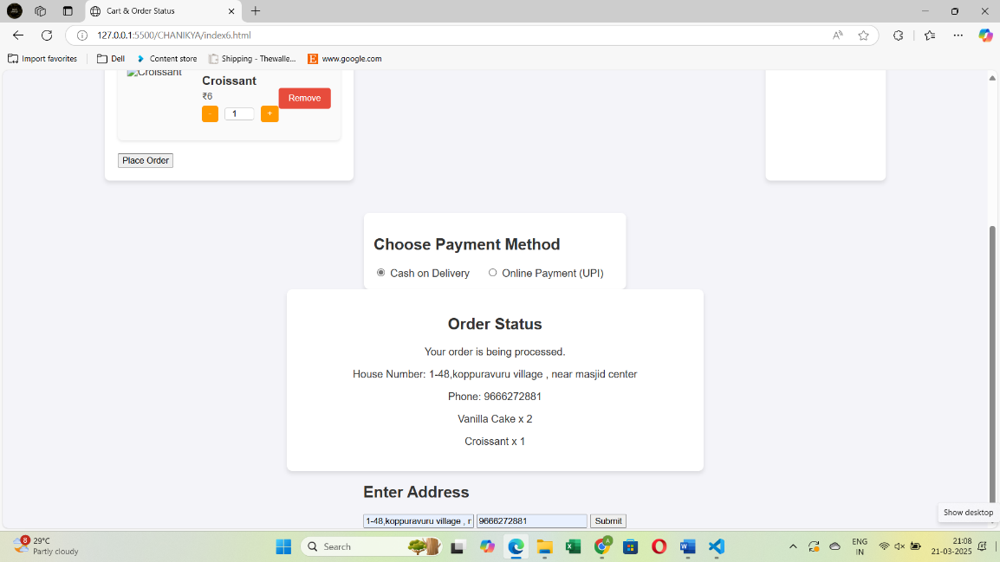 Cart & Order Status
127.0.0.1:5500/CHANIKYA/index6.html
Import favorites
Dell
Content store
Shipping - Thewalle...
www.google.com
Croissant
Croissant
₹6
Remove
- 1 +
Place Order
Choose Payment Method
Cash on Delivery
Online Payment (UPI)
Order Status
Your order is being processed.
House Number: 1-48,koppuravuru village , near masjid center
Phone: 9666272881
Vanilla Cake x 2
Croissant x 1
Enter Address
1-48,koppuravuru village , r
9666272881
Submit
Show desktop
8
29°C
Partly cloudy
Search
ENG
IN
21:08
21-03-2025